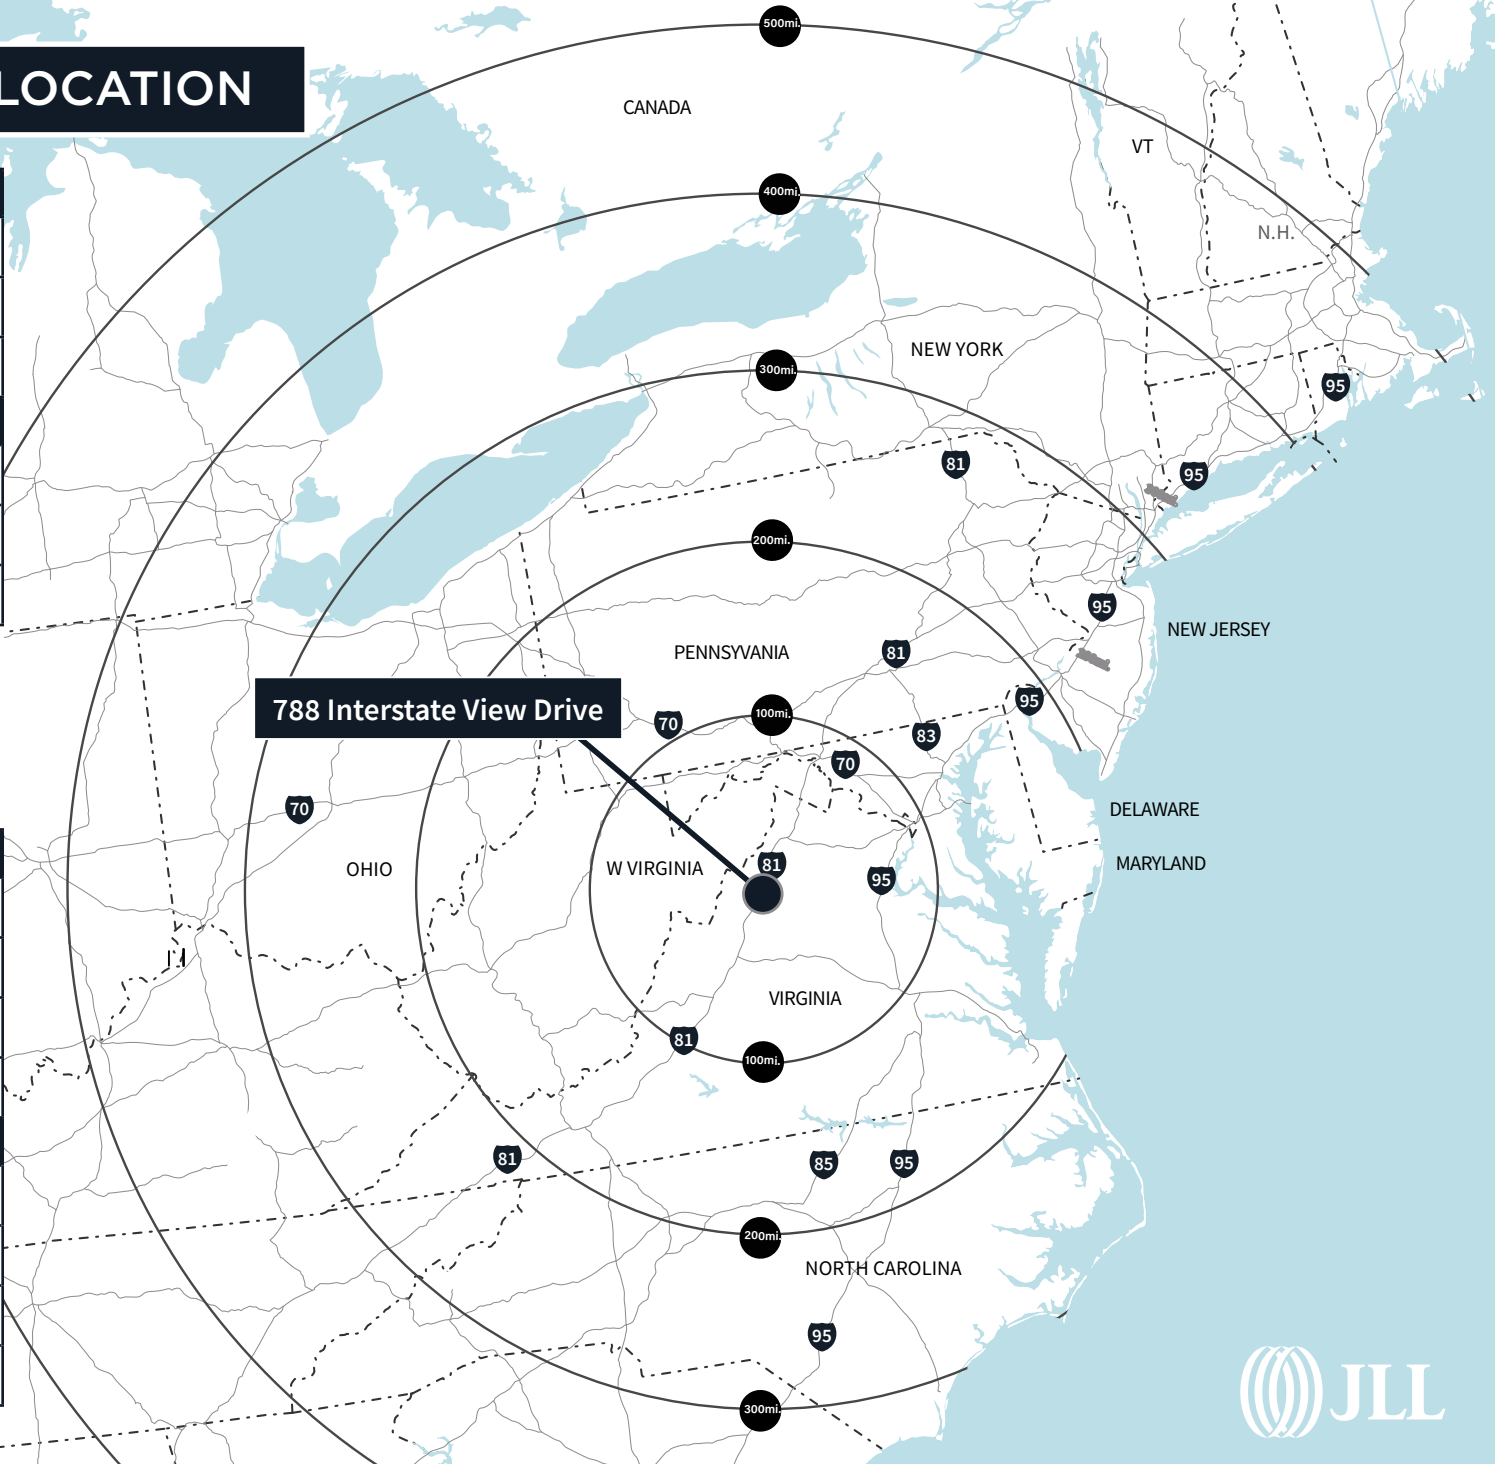 500mi.
LOCATION
CANADA
VT
400mi.
N.H.
NEW YORK
300mi.
95
81
95
200mi.
95
NEW JERSEY
PENNSYVANIA
81
95
788 Interstate View Drive
70
100mi.
83
70
70
DELAWARE
OHIO
W VIRGINIA
81
95
MARYLAND
VIRGINIA
81
100mi.
81
85
95
200mi.
NORTH CAROLINA
95
300mi.
JLL